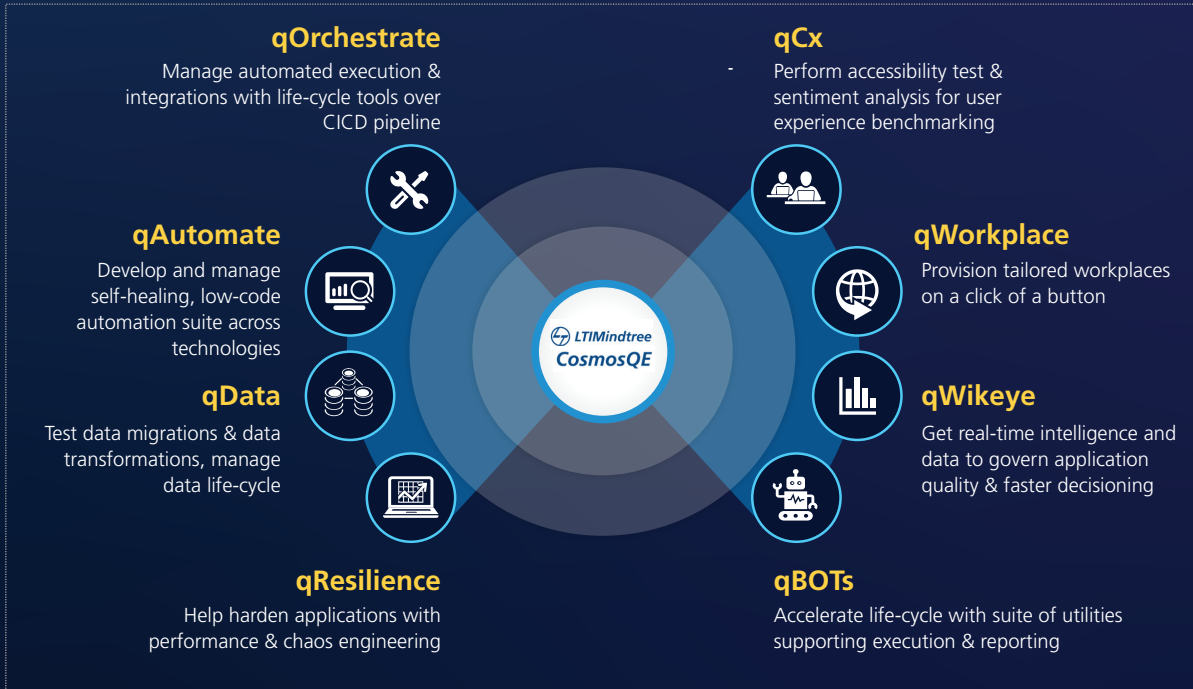 qOrchestrate
Manage automated execution &
integrations with life-cycle tools over
CICD pipeline
qAutomate
Develop and manage
self-healing, low-code
automation suite across
technologies
qData
Test data migrations & data
transformations, manage
data life-cycle
qResilience
Help harden applications with
performance & chaos engineering
LTIMindtree
CosmosQE
qCx
- Perform accessibility test &
sentiment analysis for user
experience benchmarking
qWorkplace
Provision tailored workplaces
on a click of a button
qWikeye
Get real-time intelligence and
data to govern application
quality & faster decisioning
qBOTs
Accelerate life-cycle with suite of utilities
supporting execution & reporting